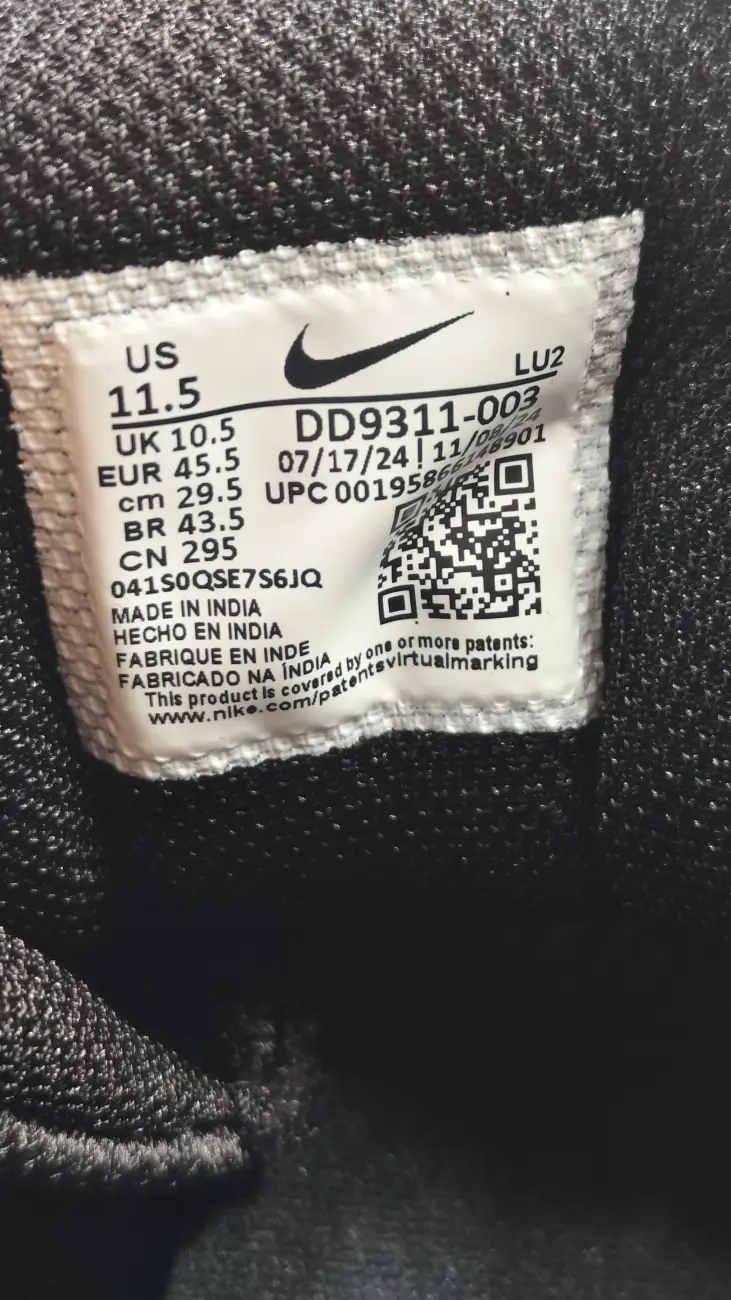 US
11.5
LU2
UK 10.5
EUR 45.5
cm 29.5
BR 43.5
CN 295
DD9311-003
07/17/24 | 11/08/24
UPC 00195866148901
041S0QSE7S6JQ
MADE IN INDIA
HECHO EN INDIA
FABRIQUE EN INDE
FABRICADO NA ÍNDIA
This product is covered by one or more patents:
www.nike.com/patentsvirtualmarking